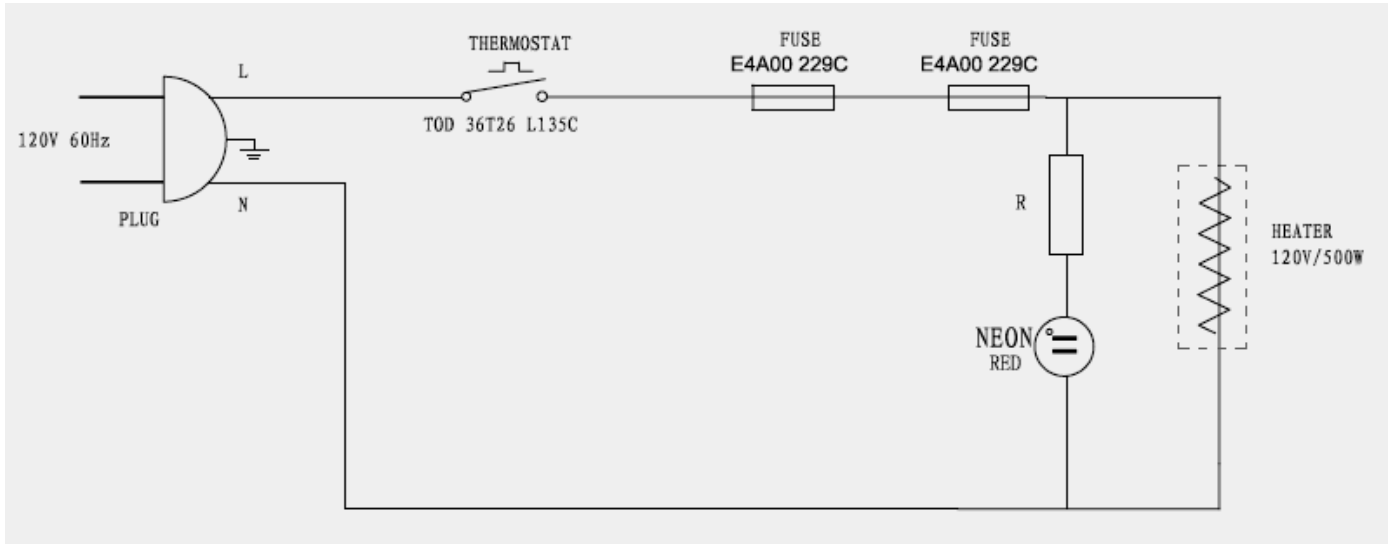 THERMOSTAT
FUSE
E4A00 229C
FUSE
E4A00 229C
L
TOD 36T26 L135C
120V 60Hz
PLUG
N
R
HEATER
120V/500W
NEON
RED